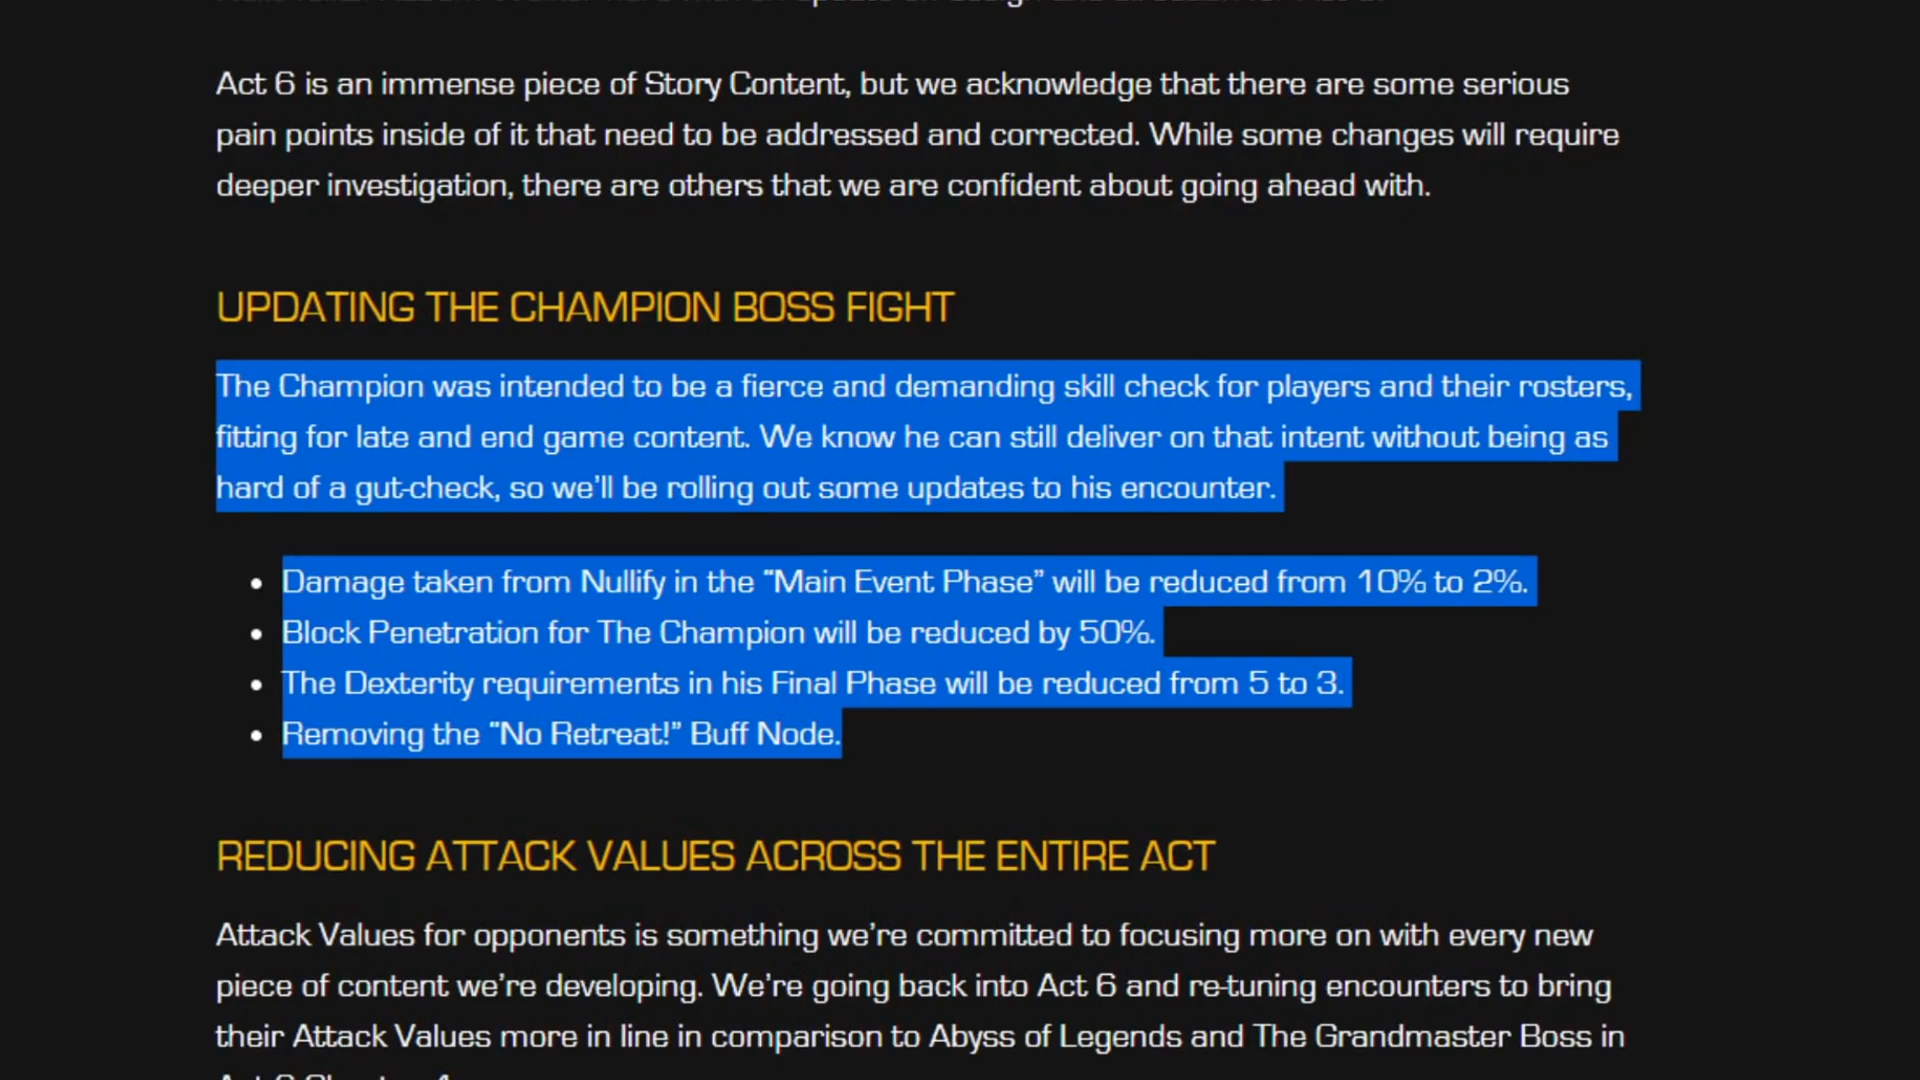 Act 6 is an immense piece of Story Content, but we acknowledge that there are some serious
pain points inside of it that need to be addressed and corrected. While some changes will require
deeper investigation, there are others that we are confident about going ahead with.
UPDATING THE CHAMPION BOSS FIGHT
The Champion was intended to be a fierce and demanding skill check for players and their rosters,
fitting for late and end game content. We know he can still deliver on that intent without being as
hard of a gut-check, so we’ll be rolling out some updates to his encounter.
• Damage taken from Nullify in the “Main Event Phase” will be reduced from 10% to 2%.
• Block Penetration for The Champion will be reduced by 50%.
• The Dexterity requirements in his Final Phase will be reduced from 5 to 3.
• Removing the “No Retreat!” Buff Node.
REDUCING ATTACK VALUES ACROSS THE ENTIRE ACT
Attack Values for opponents is something we’re committed to focusing more on with every new
piece of content we’re developing. We’re going back into Act 6 and re-tuning encounters to bring
their Attack Values more in line in comparison to Abyss of Legends and The Grandmaster Boss in